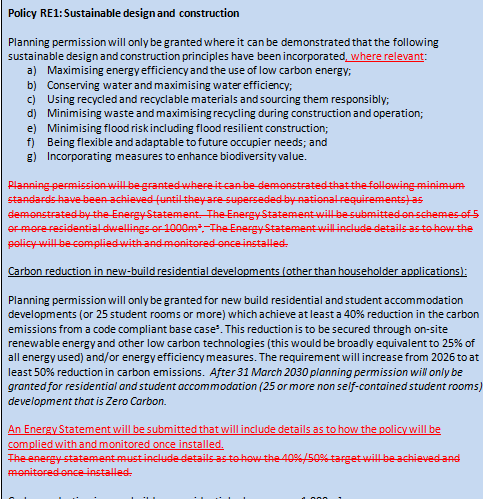 Policy RE1: Sustainable design and construction
Planning permission will only be granted where it can be demonstrated that the following
sustainable design and construction principles have been incorporated, where relevant:
a) Maximising energy efficiency and the use of low carbon energy;
b) Conserving water and maximising water efficiency;
c) Using recycled and recyclable materials and sourcing them responsibly;
d) Minimising waste and maximising recycling during construction and operation;
e) Minimising flood risk including flood resilient construction;
f) Being flexible and adaptable to future occupier needs; and
g) Incorporating measures to enhance biodiversity value.
Planning permission will be granted where it can be demonstrated that the following minimum
standards have been achieved (until they are superseded by national requirements) as
demonstrated by the Energy Statement. The Energy Statement will be submitted on schemes of 5
or more residential dwellings or 1000m². The Energy Statement will include details as to how the
policy will be complied with and monitored once installed.
Carbon reduction in new-build residential developments (other than householder applications):
Planning permission will only be granted for new build residential and student accommodation
developments (or 25 student rooms or more) which achieve at least a 40% reduction in the carbon
emissions from a code compliant base case⁵. This reduction is to be secured through on-site
renewable energy and other low carbon technologies (this would be broadly equivalent to 25% of
all energy used) and/or energy efficiency measures. The requirement will increase from 2026 to at
least 50% reduction in carbon emissions. After 31 March 2030 planning permission will only be
granted for residential and student accommodation (25 or more non self-contained student rooms)
development that is Zero Carbon.
An Energy Statement will be submitted that will include details as to how the policy will be
complied with and monitored once installed.
The energy statement must include details as to how the 40%/50% target will be achieved and
monitored once installed.